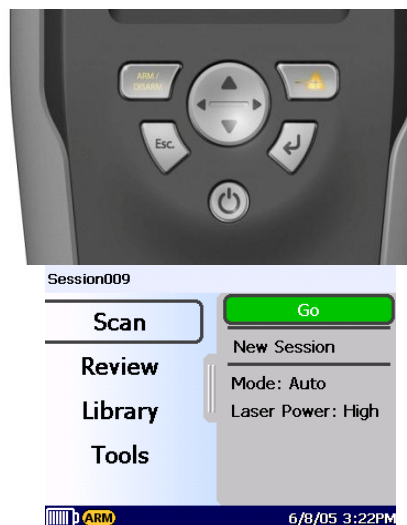 ARM /
DISARM
Esc.
Session009
Scan
Go
Review
New Session
Library
Mode: Auto
Laser Power: High
Tools
ARM
6/8/05 3:22PM